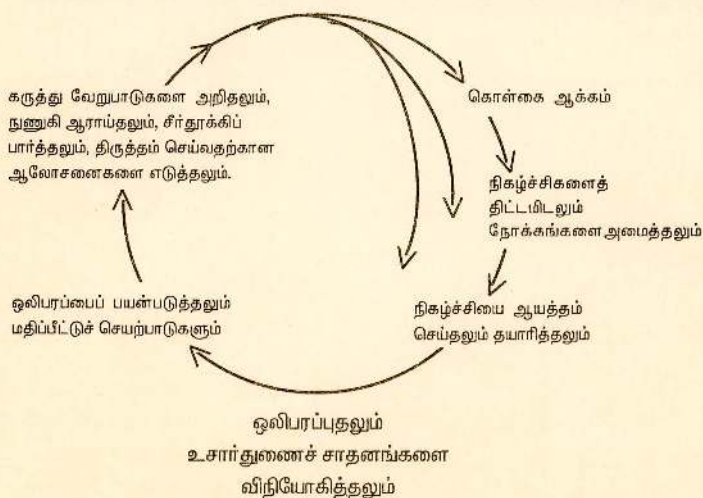 கருத்து வேறுபாடுகளை அறிதலும்,
நுணுகி ஆராய்தலும், சீர்தூக்கிப்
பார்த்தலும், திருத்தம் செய்வதற்கான
ஆலோசனைகளை எடுத்தலும்.
கொள்கை ஆக்கம்
நிகழ்ச்சிகளைத்
திட்டமிடலும்
நோக்கங்களை அமைத்தலும்
நிகழ்ச்சியை ஆயத்தம்
செய்தலும் தயாரித்தலும்
ஒலிபரப்பைப் பயன்படுத்தலும்
மதிப்பீட்டுச் செயற்பாடுகளும்
ஒலிபரப்புதலும்
உசார்துணைச் சாதனங்களை
விநியோகித்தலும்